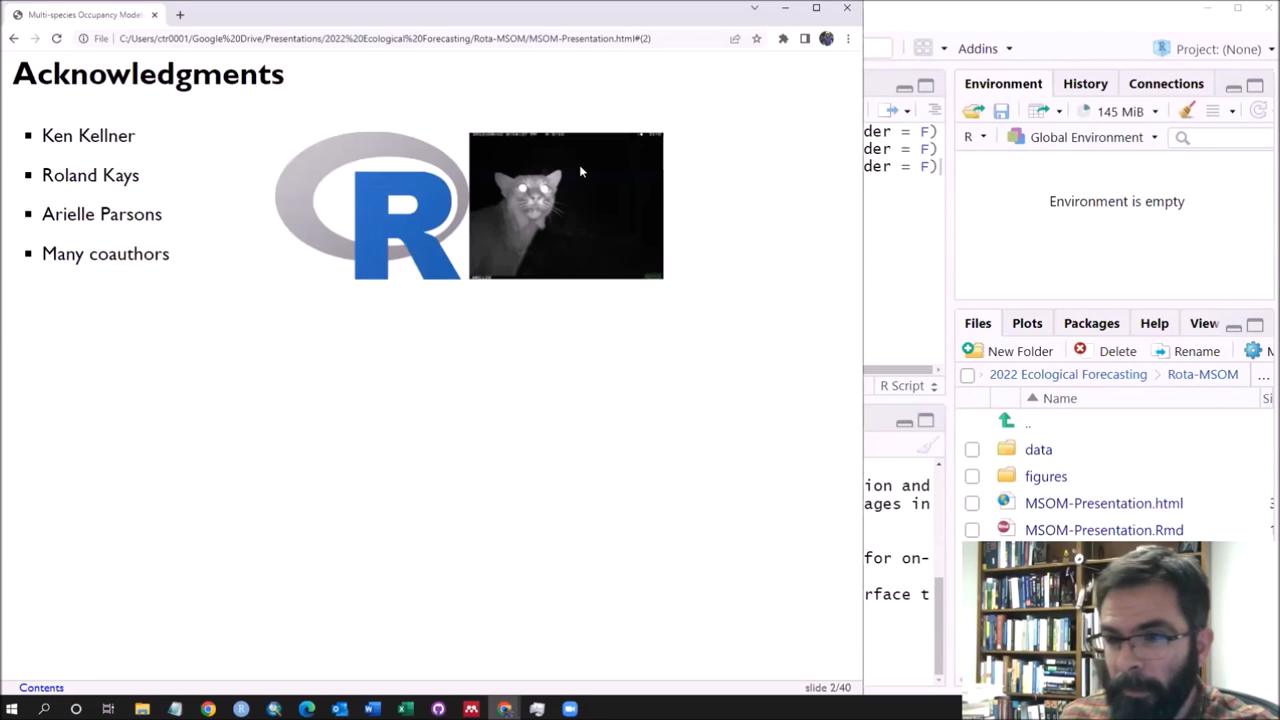 Multi-species Occupancy Model
File
C:/Users/ctr0001/Google%20Drive/Presentations/2022%20Ecological%20Forecasting/Rota-MSOM/MSOM-Presentation.html#(2)
Acknowledgments
Ken Kellner
Roland Kays
Arielle Parsons
Many coauthors
R
Contents
slide 2/40
Addins
Project: (None)
der = F)
der = F)
der = F)
R Script
ion and
ages in
for on-
rface t
Environment
History
Connections
145 MiB
R
Global Environment
Environment is empty
Files
Plots
Packages
Help
View
New Folder
Delete
Rename
M
2022 Ecological Forecasting
Rota-MSOM
...
Name
Si
..
data
figures
MSOM-Presentation.html
MSOM-Presentation.Rmd